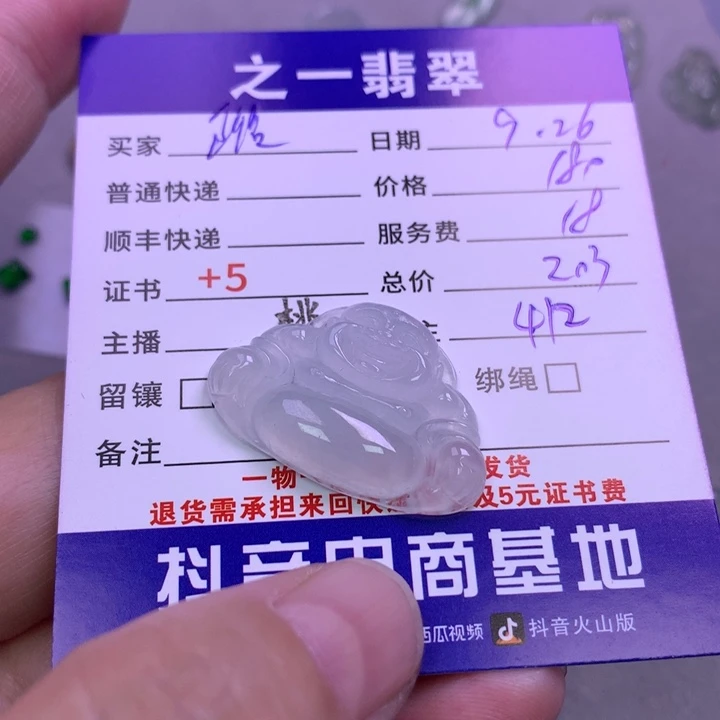 之一翡翠
买家 日期 9.26
普通快递 价格 180
顺丰快递 服务费 18
证书 +5 总价 203
主播 桃 412
留镶 绑绳
备注
一物 发货
退货需承担来回快 及5元证书费
抖音电商基地
西瓜视频 抖音火山版